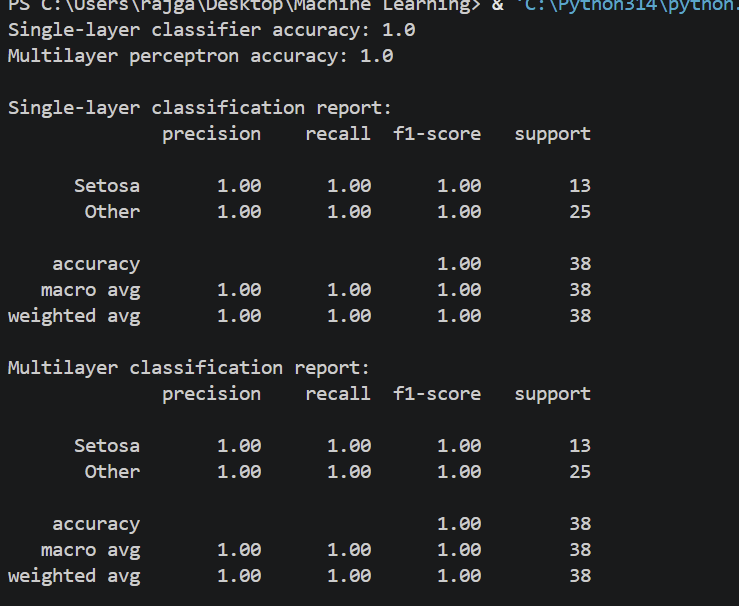 PS C:\Users\rajga\Desktop\Machine Learning> & 'C:\Python314\python.
Single-layer classifier accuracy: 1.0
Multilayer perceptron accuracy: 1.0
Single-layer classification report:
precision recall f1-score support
Setosa 1.00 1.00 1.00 13
Other 1.00 1.00 1.00 25
accuracy 1.00 38
macro avg 1.00 1.00 1.00 38
weighted avg 1.00 1.00 1.00 38
Multilayer classification report:
precision recall f1-score support
Setosa 1.00 1.00 1.00 13
Other 1.00 1.00 1.00 25
accuracy 1.00 38
macro avg 1.00 1.00 1.00 38
weighted avg 1.00 1.00 1.00 38